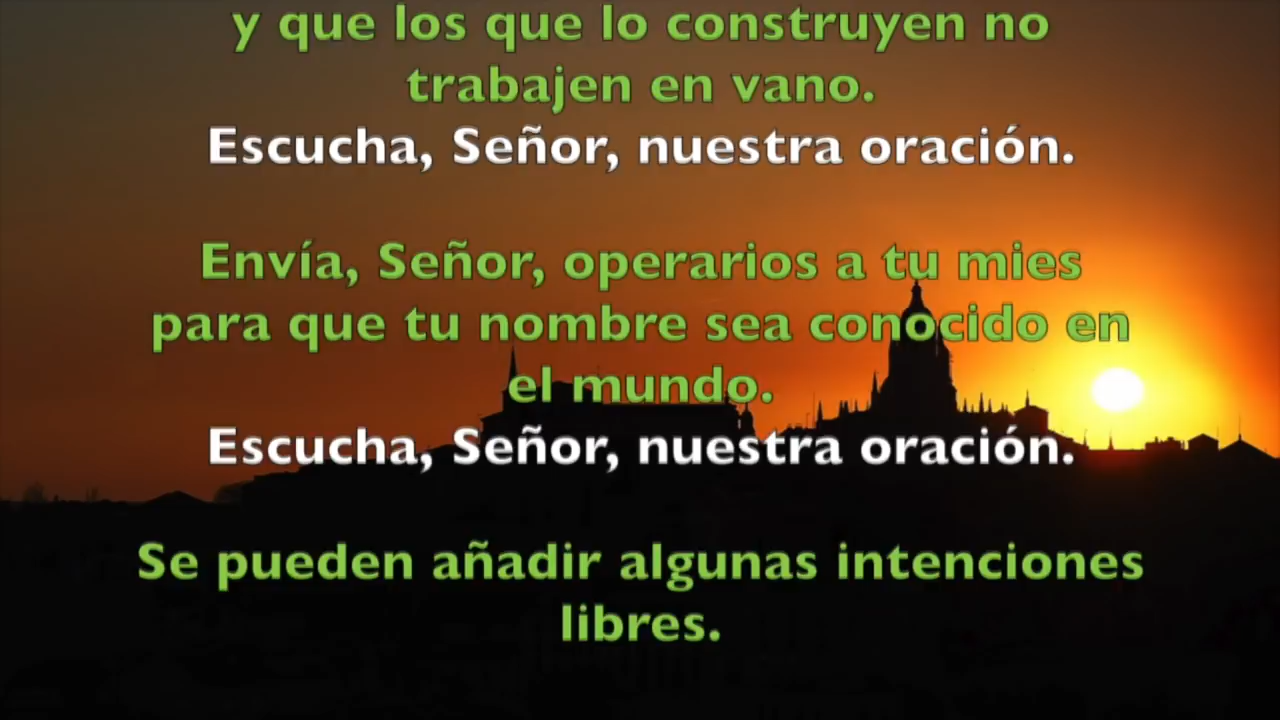 y que los que lo construyen no
trabajen en vano.
Escucha, Señor, nuestra oración.
Envía, Señor, operarios a tu mies
para que tu nombre sea conocido en
el mundo.
Escucha, Señor, nuestra oración.
Se pueden añadir algunas intenciones
libres.